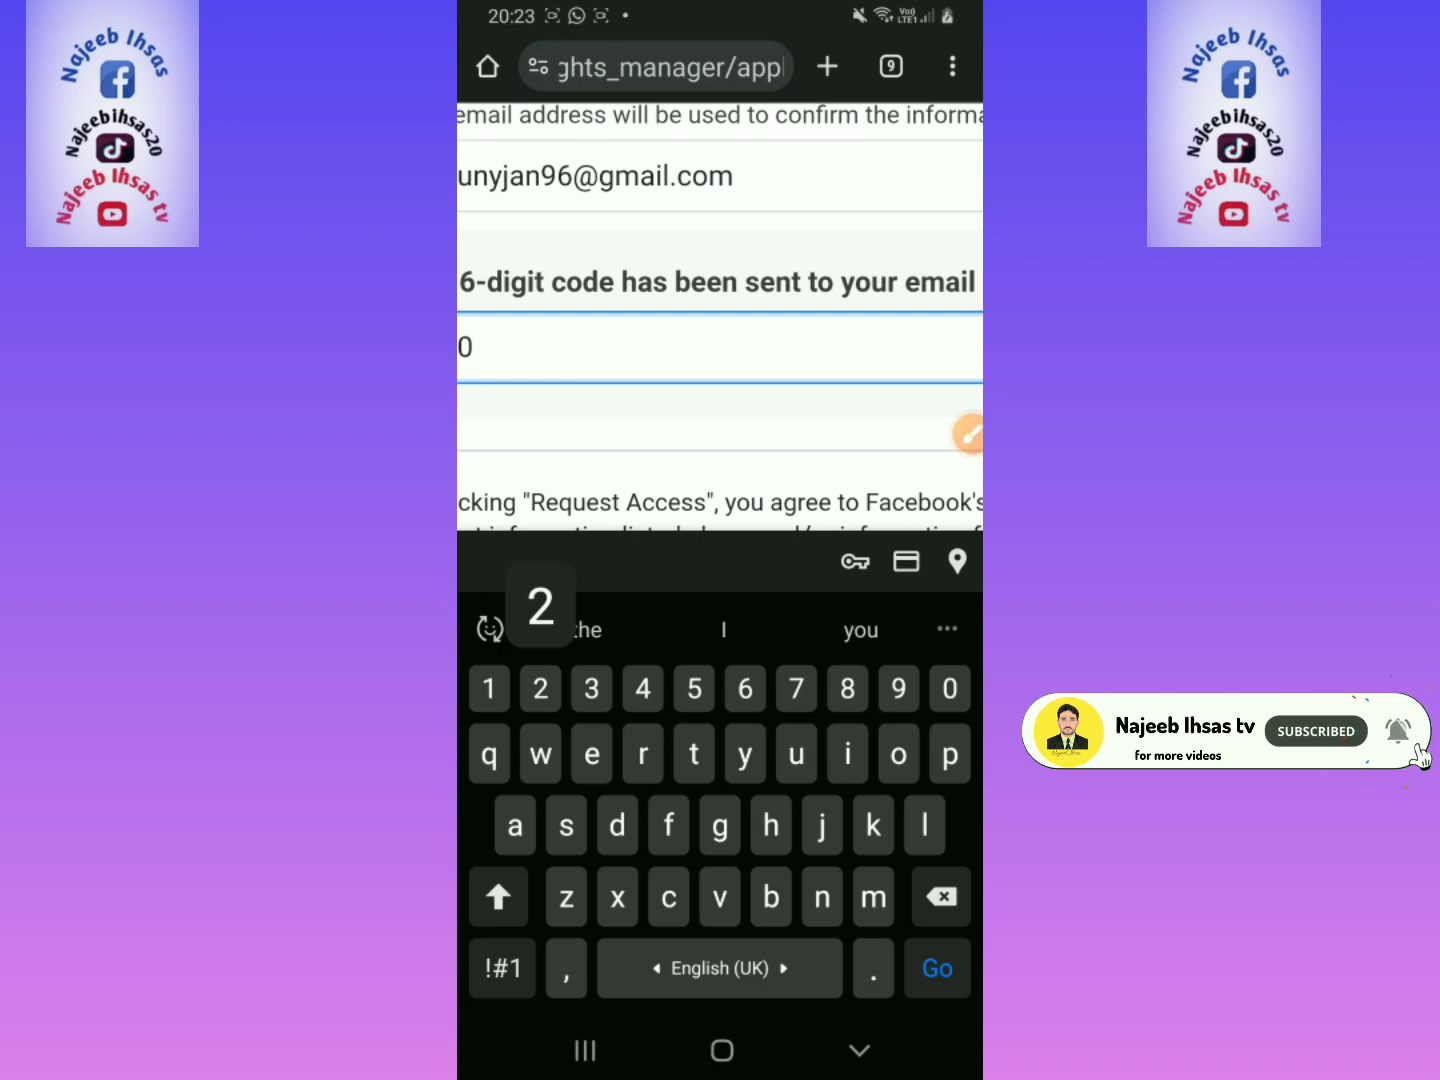 Najeeb Ihsas
Najeebihsas20
Najeeb Ihsas tv
20:23
Vo)
LTE1
ghts_manager/app
9
email address will be used to confirm the informa
unyjan96@gmail.com
6-digit code has been sent to your email
0
cking "Request Access", you agree to Facebook's
2
the I you
1 2 3 4 5 6 7 8 9 0
q w e r t y u i o p
a s d f g h j k l
z x c v b n m
!#1 , English (UK) . Go
Najeeb Ihsas
Najeebihsas20
Najeeb Ihsas tv
Najeeb Ihsas tv
for more videos
SUBSCRIBED